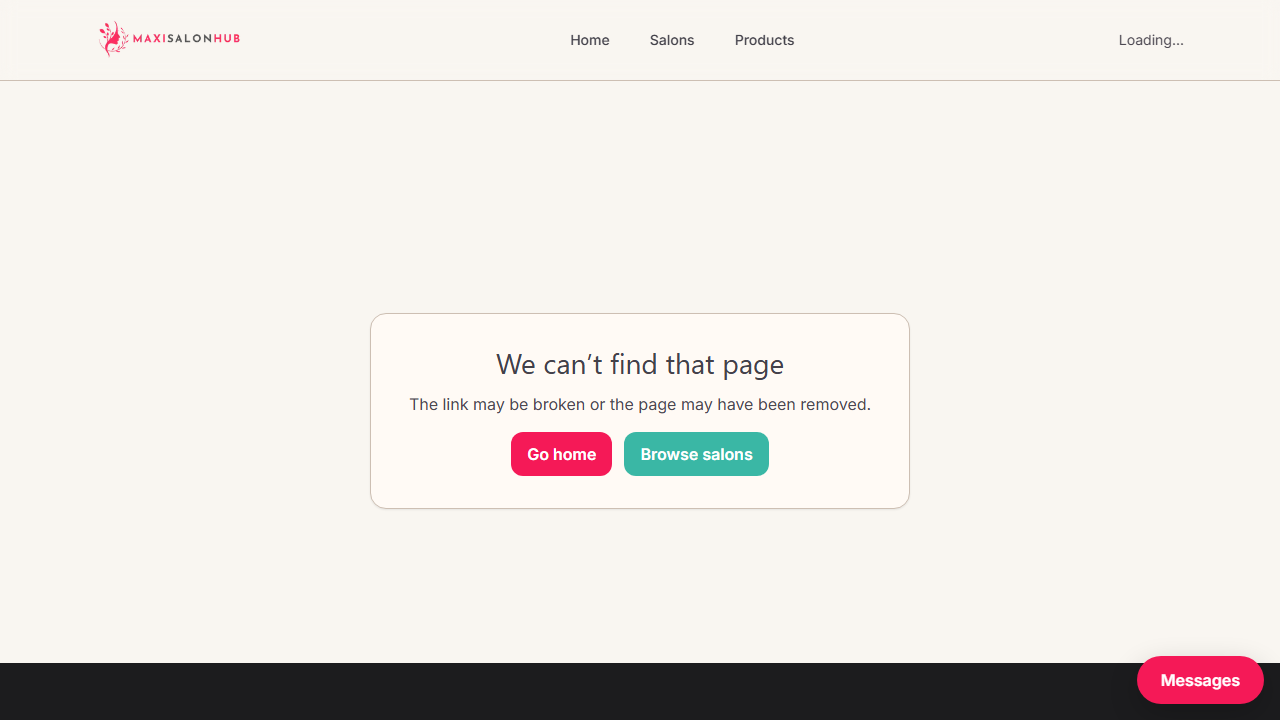 MAXISALONHUB
Home
Salons
Products
Loading...
We can’t find that page
The link may be broken or the page may have been removed.
Go home
Browse salons
Messages